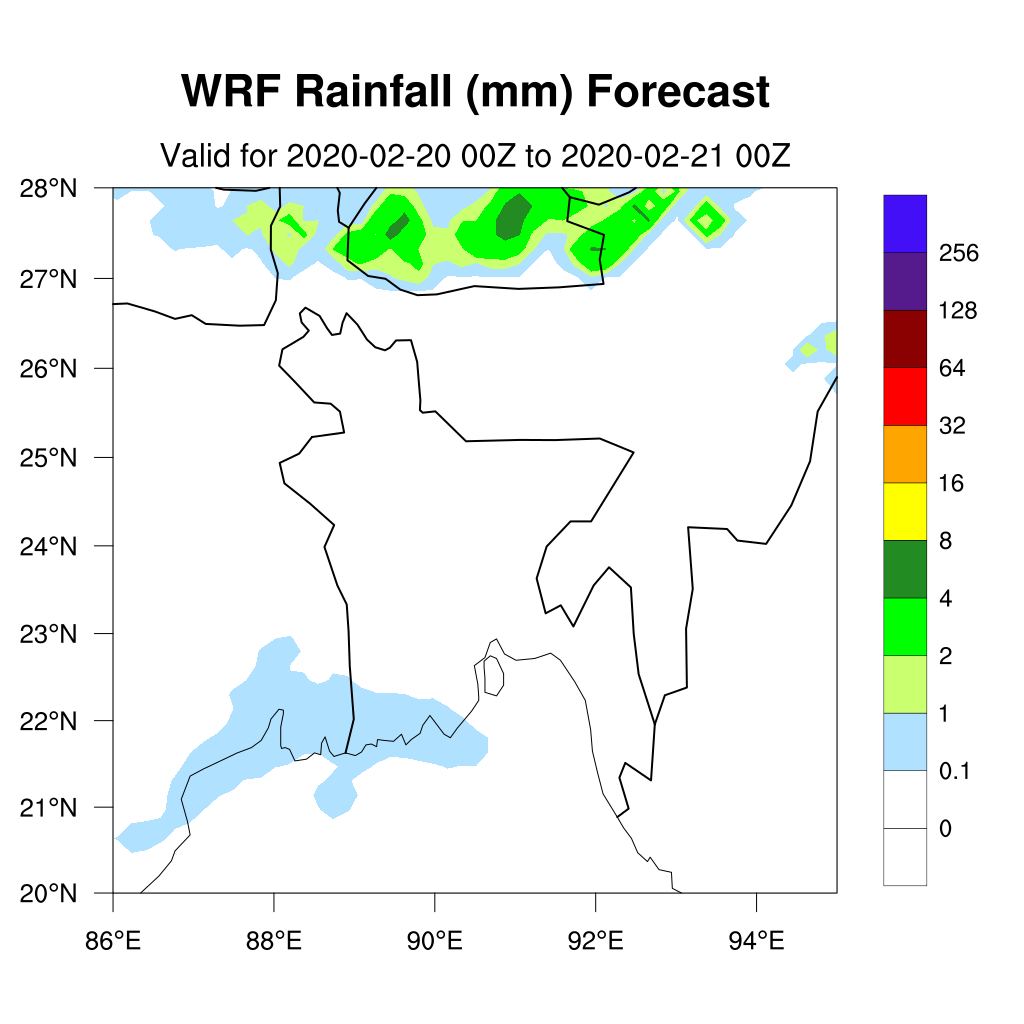 WRF Rainfall (mm) Forecast
Valid for 2020-02-20 00Z to 2020-02-21 00Z
28°N
27°N
26°N
25°N
24°N
23°N
22°N
21°N
20°N
86°E 88°E 90°E 92°E 94°E
256
128
64
32
16
8
4
2
1
0.1
0